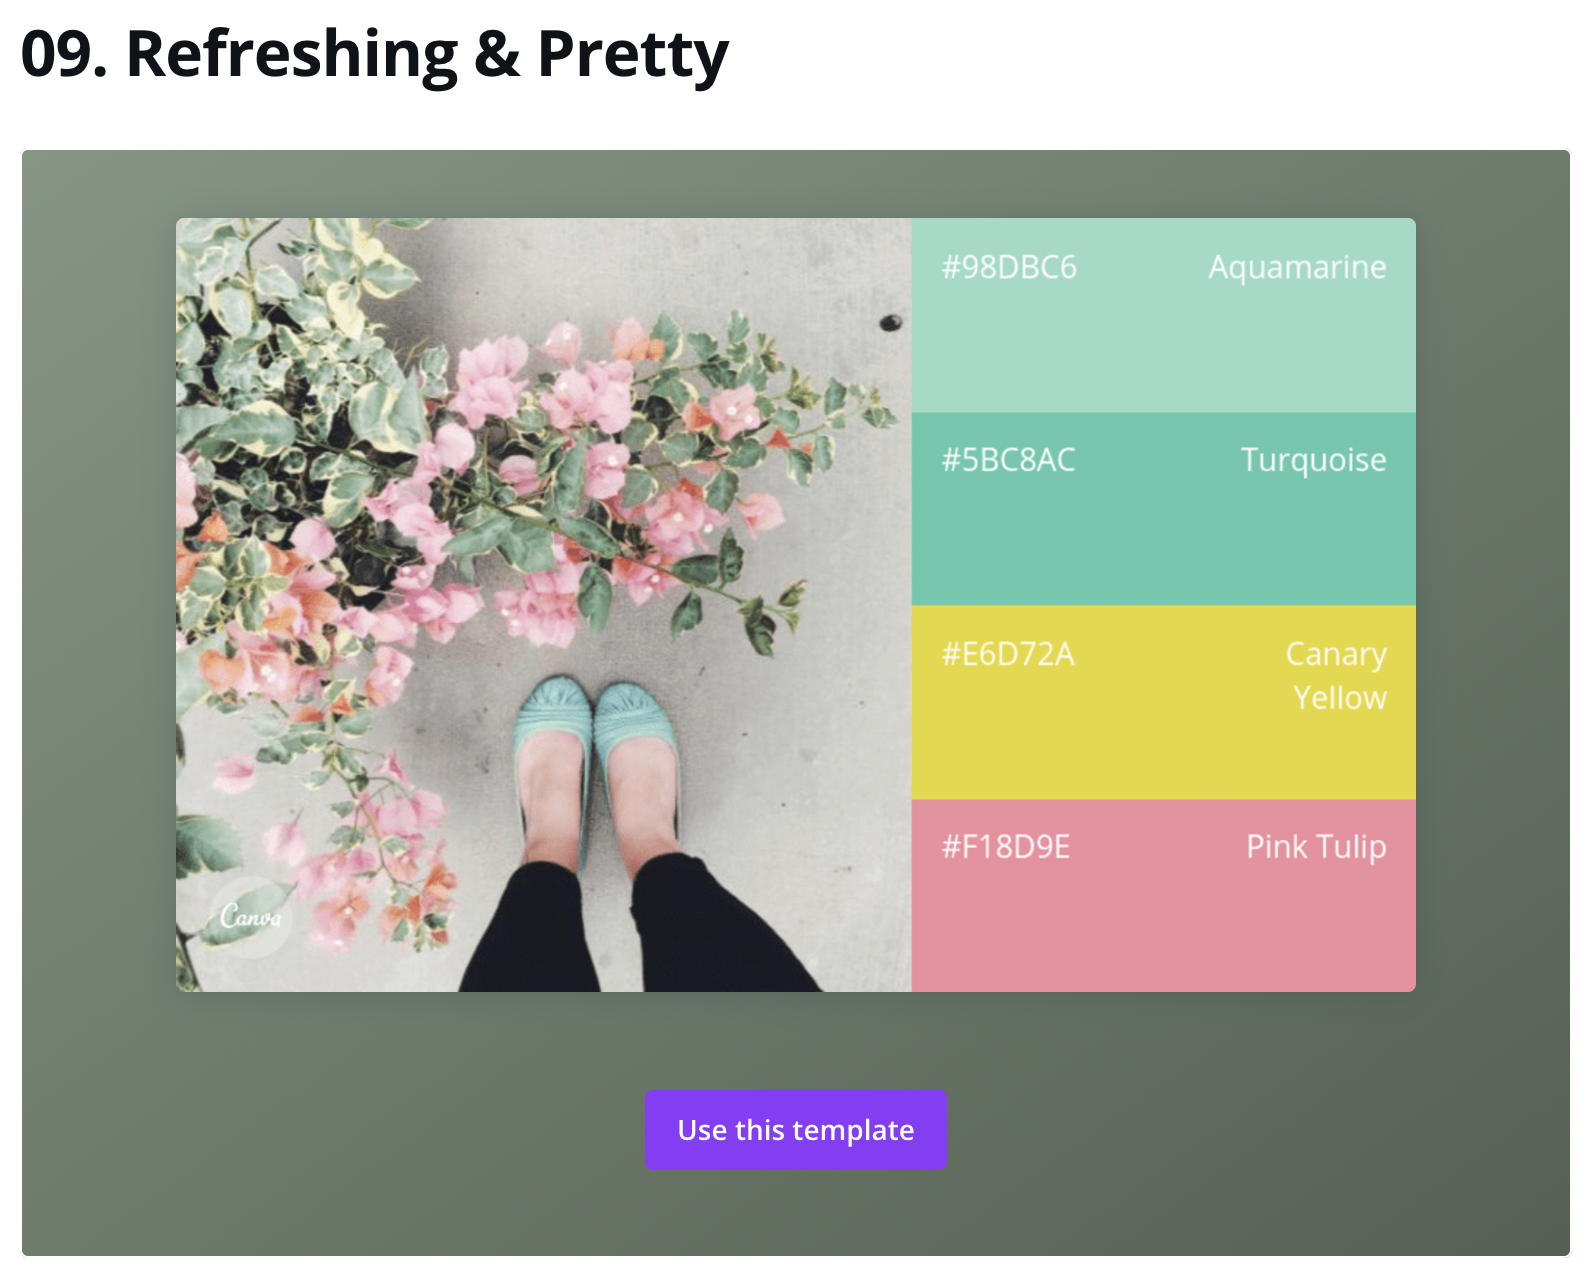 09. Refreshing & Pretty
#98DBC6 Aquamarine
#5BC8AC Turquoise
#E6D72A Canary
Yellow
#F18D9E Pink Tulip
Canva
Use this template